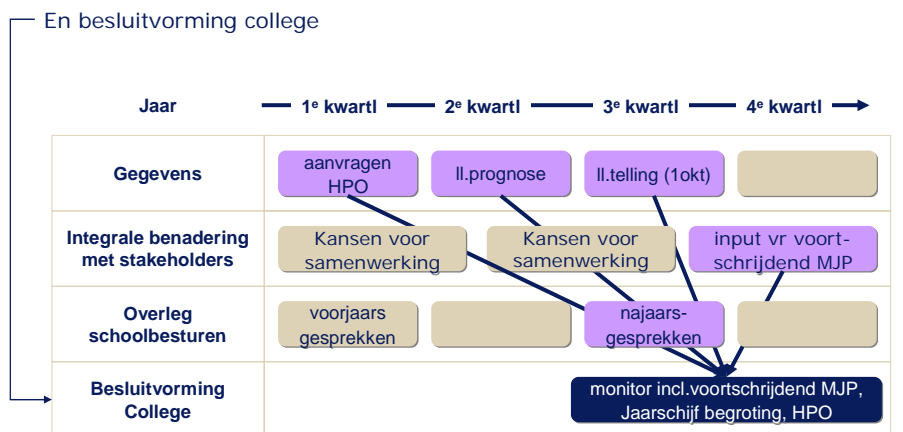 En besluitvorming college
Jaar 1e kwartl 2e kwartl 3e kwartl 4e kwartl
Gegevens
aanvragen
HPO
ll.prognose
ll.telling (1okt)
Integrale benadering
met stakeholders
Kansen voor
samenwerking
Kansen voor
samenwerking
input vr voort-
schrijdend MJP
Overleg
schoolbesturen
voorjaars
gesprekken
najaars-
gesprekken
Besluitvorming
College
monitor incl.voortschrijdend MJP,
Jaarschijf begroting, HPO